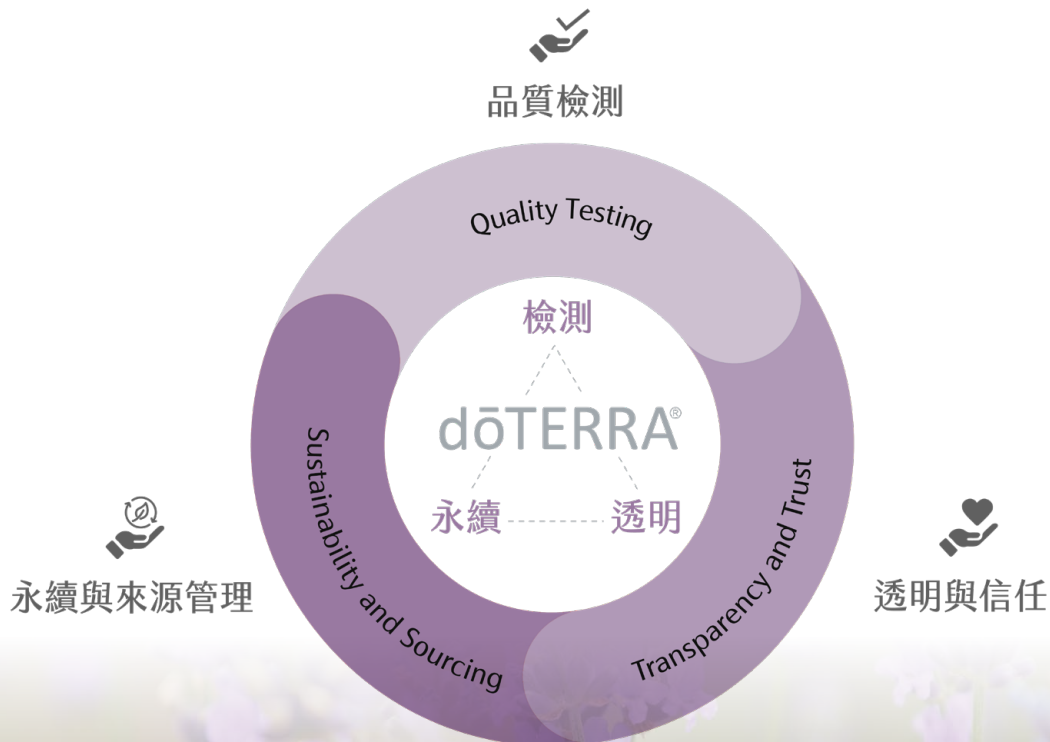 品質檢測
Quality Testing
檢測
dōTERRA®
永續
透明
Sustainability and Sourcing
Transparency and Trust
永續與來源管理
透明與信任